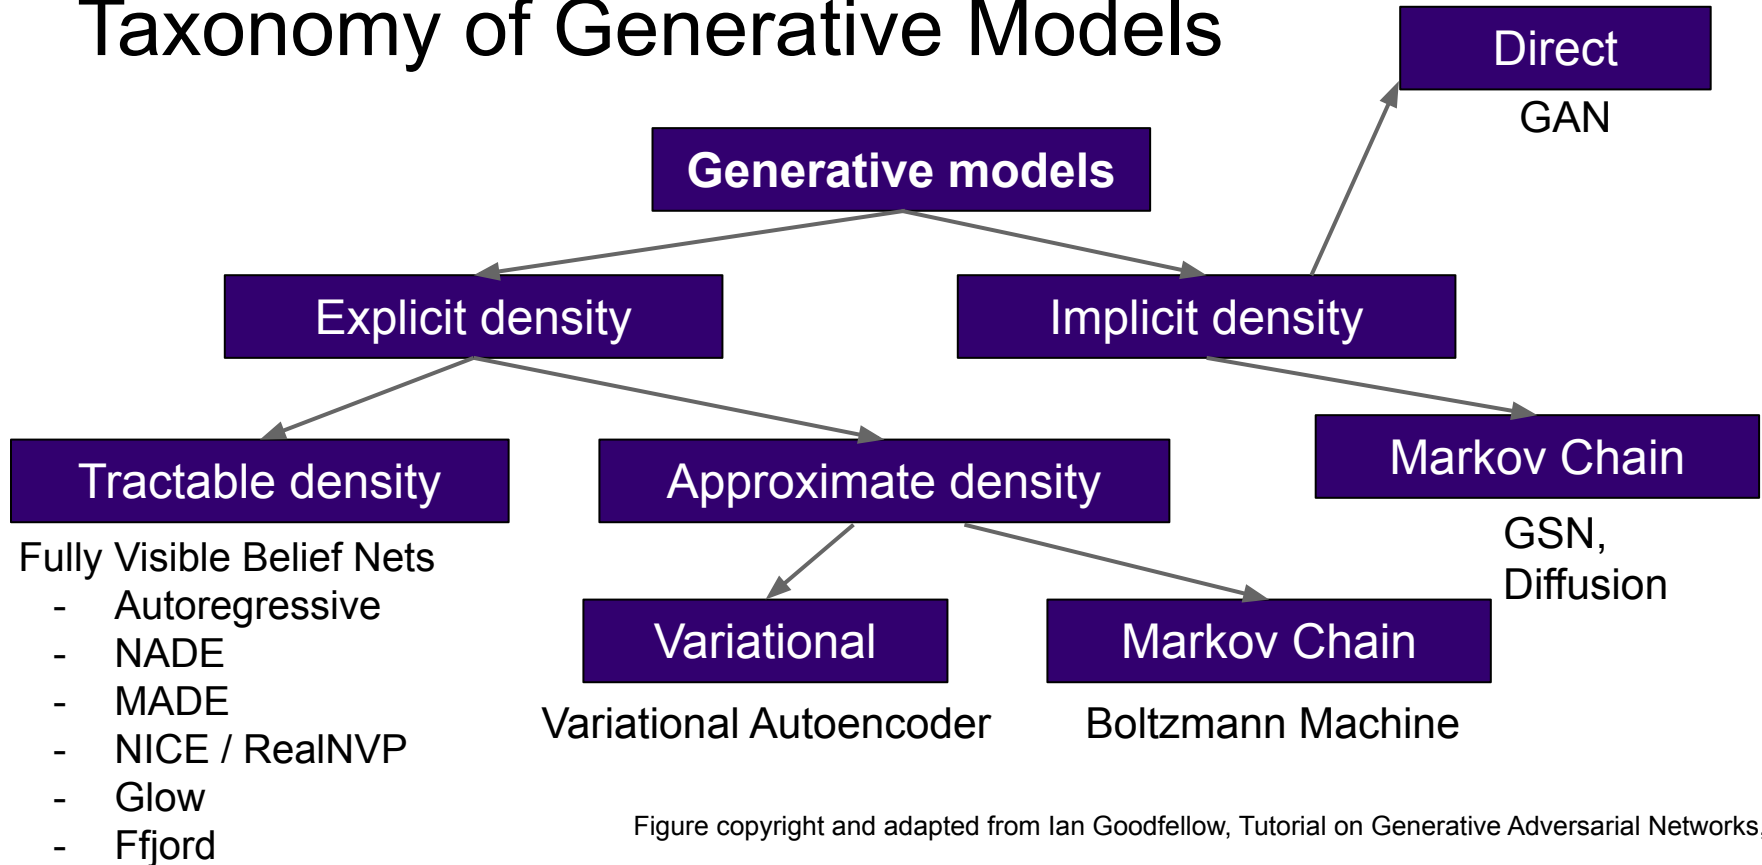 Taxonomy of Generative Models
Direct
GAN
Generative models
Explicit density
Implicit density
Tractable density
Approximate density
Markov Chain
Fully Visible Belief Nets
- Autoregressive
- NADE
- MADE
- NICE / RealNVP
- Glow
- Ffjord
GSN,
Diffusion
Variational
Markov Chain
Variational Autoencoder
Boltzmann Machine
Figure copyright and adapted from Ian Goodfellow, Tutorial on Generative Adversarial Networks,